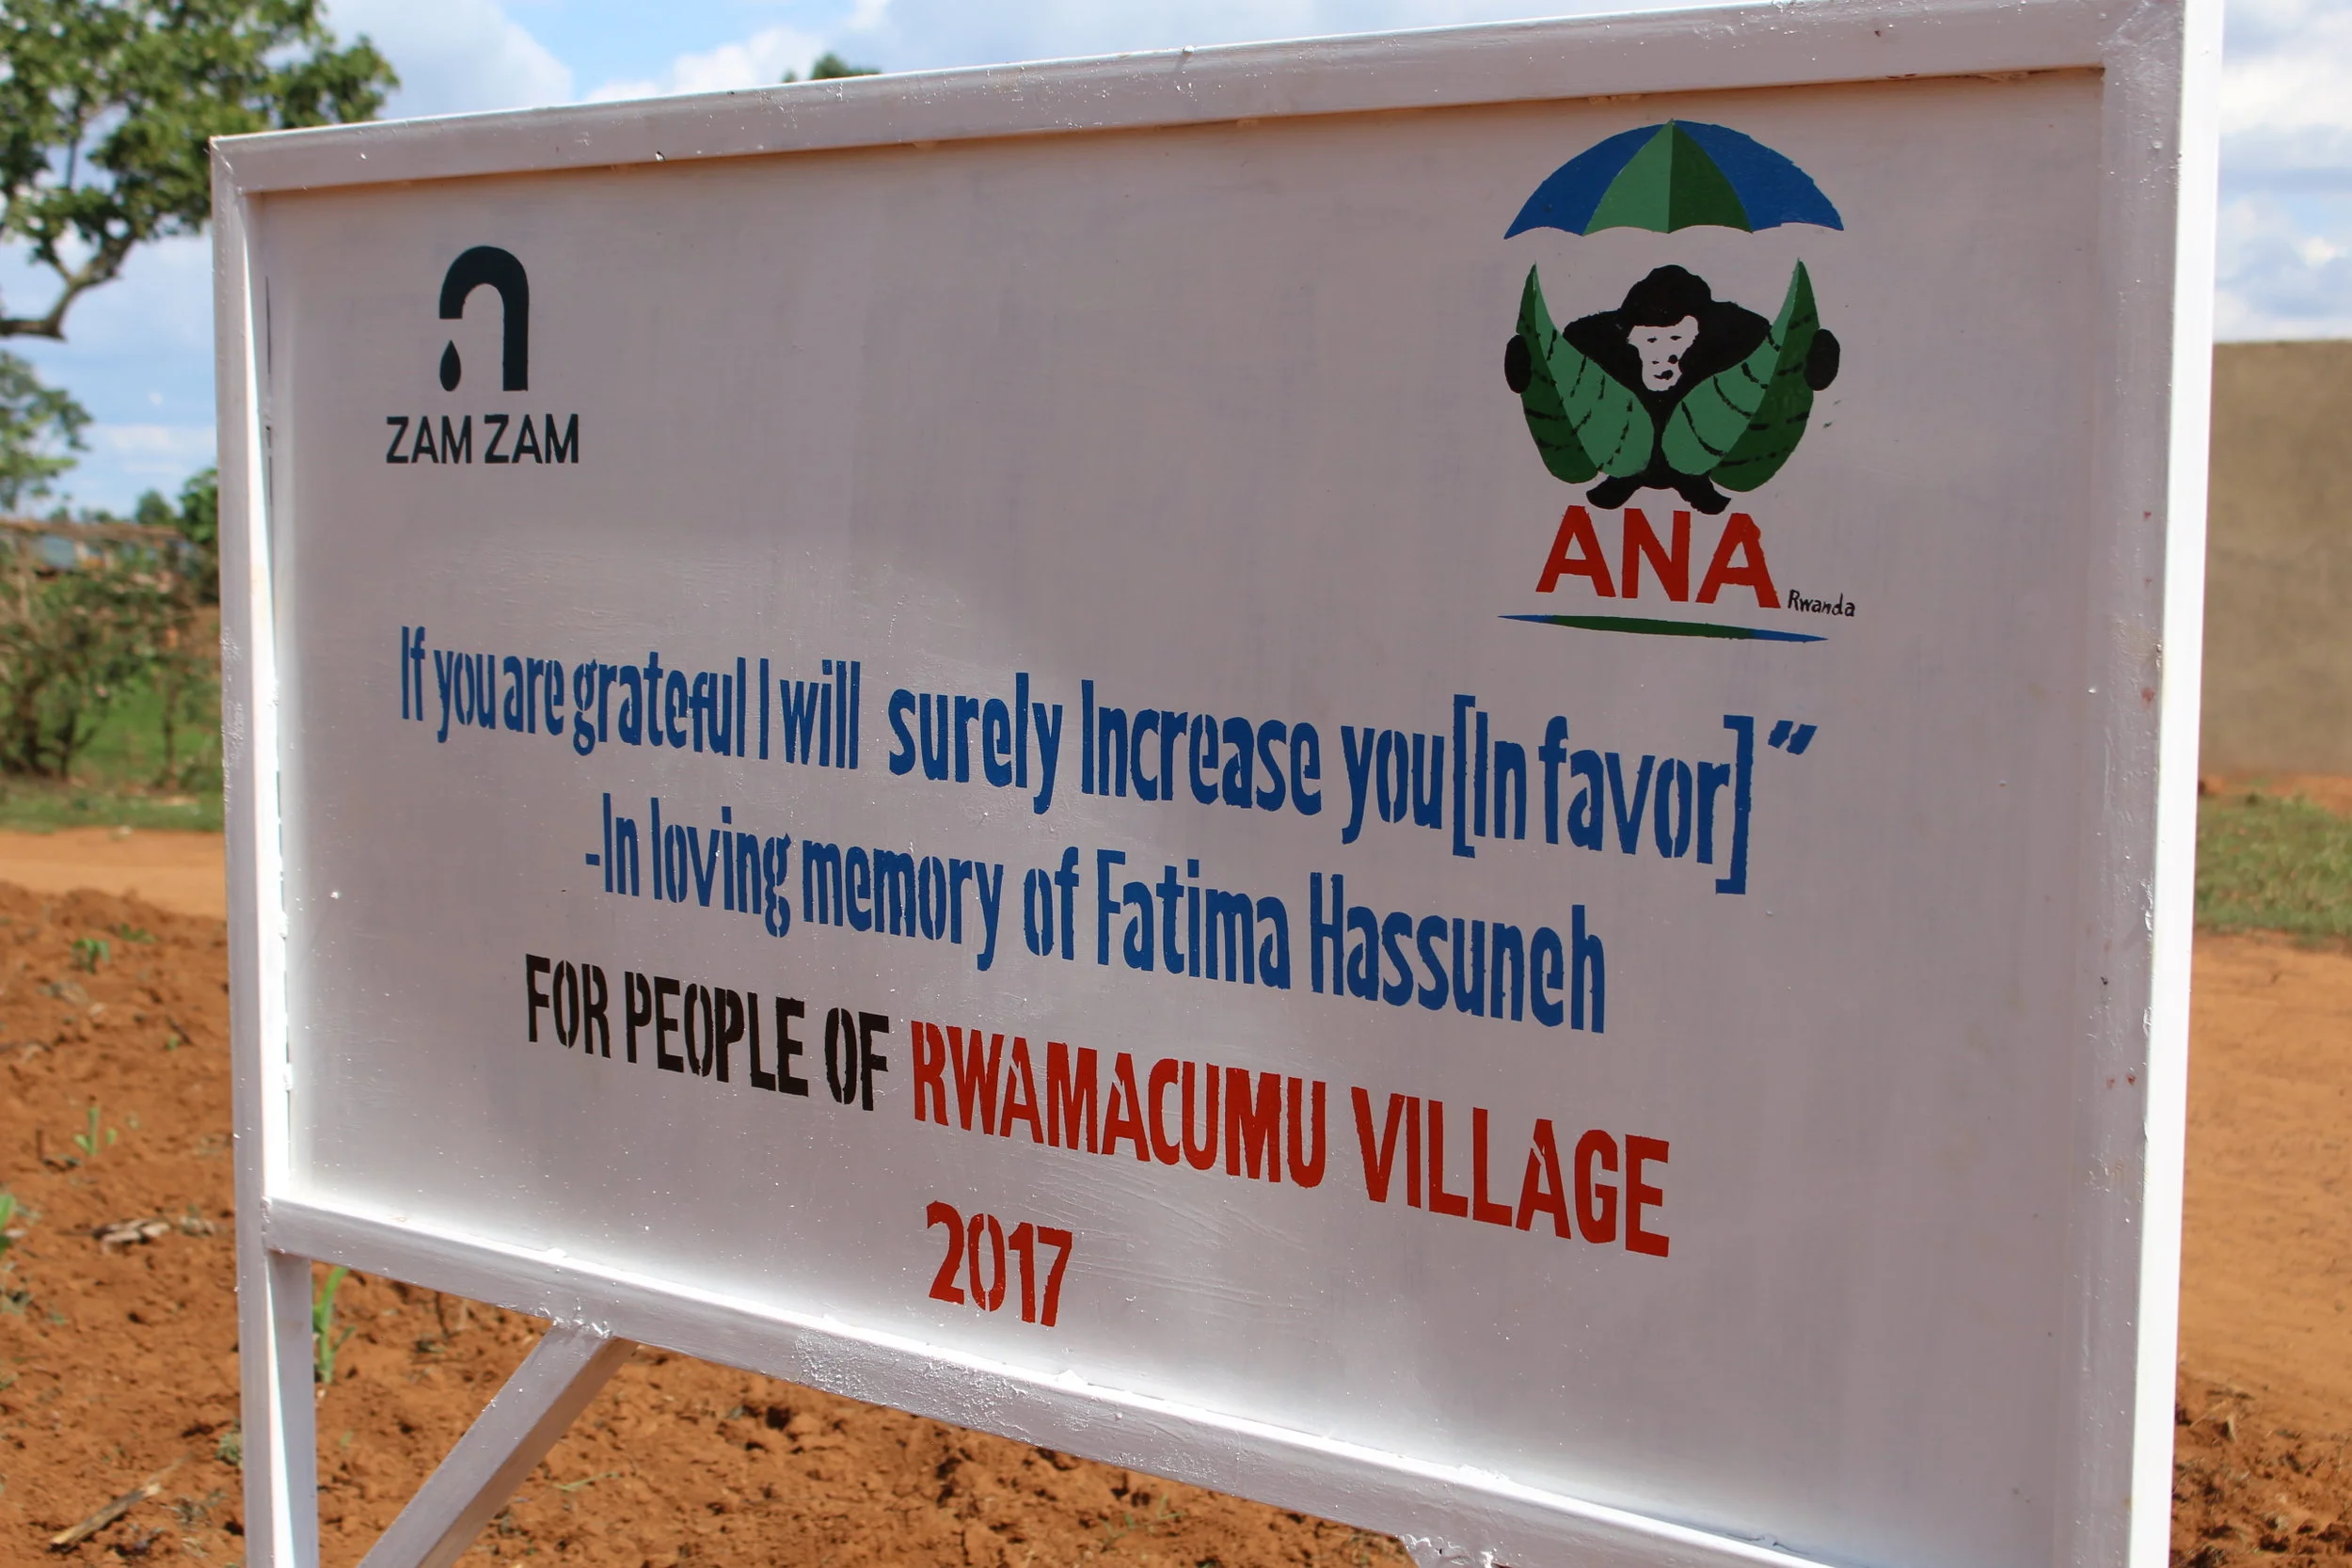 ZAM ZAM
ANA Rwanda
If you are grateful I will surely Increase you[In favor]"
-In loving memory of Fatima Hassuneh
FOR PEOPLE OF RWAMACUMU VILLAGE
2017